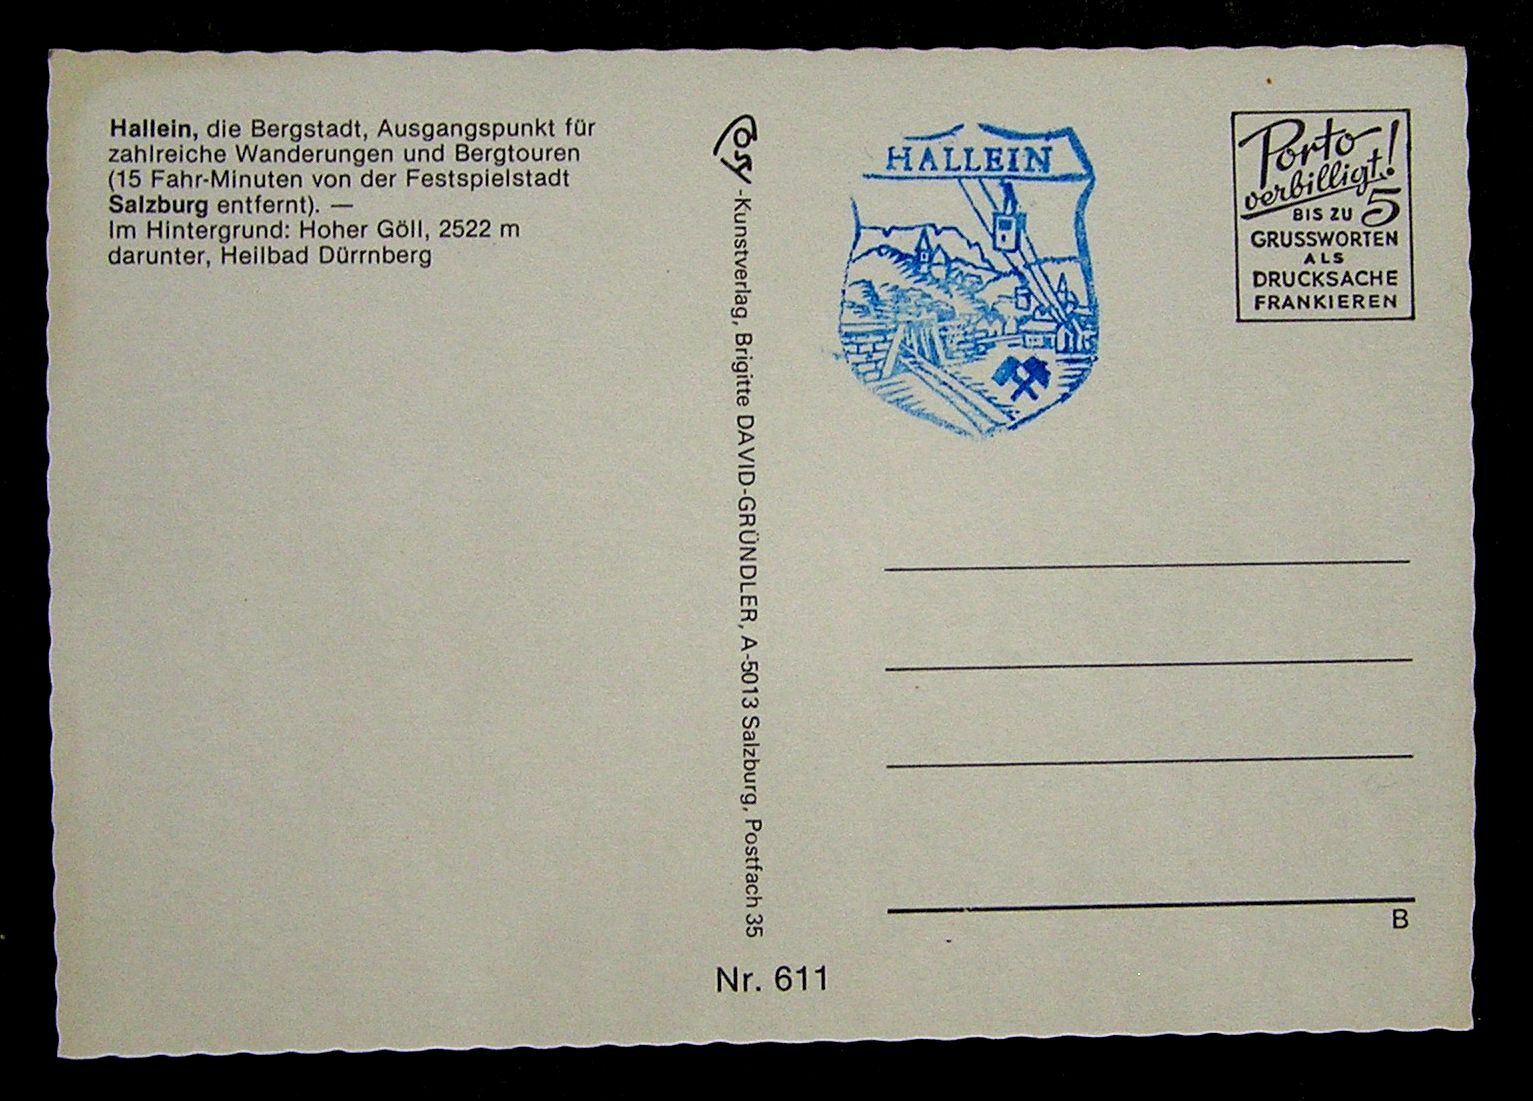 Hallein, die Bergstadt, Ausgangspunkt für
zahlreiche Wanderungen und Bergtouren
(15 Fahr-Minuten von der Festspielstadt
Salzburg entfernt). —
Im Hintergrund: Hoher Göll, 2522 m
darunter, Heilbad Dürrnberg
Cosy-Kunstverlag, Brigitte DAVID-GRÜNDLER, A-5013 Salzburg, Postfach 35
Nr. 611
HALLEIN
Porto
verbilligt!
BIS ZU 5
GRUSSWORTEN
ALS
DRUCKSACHE
FRANKIEREN
B